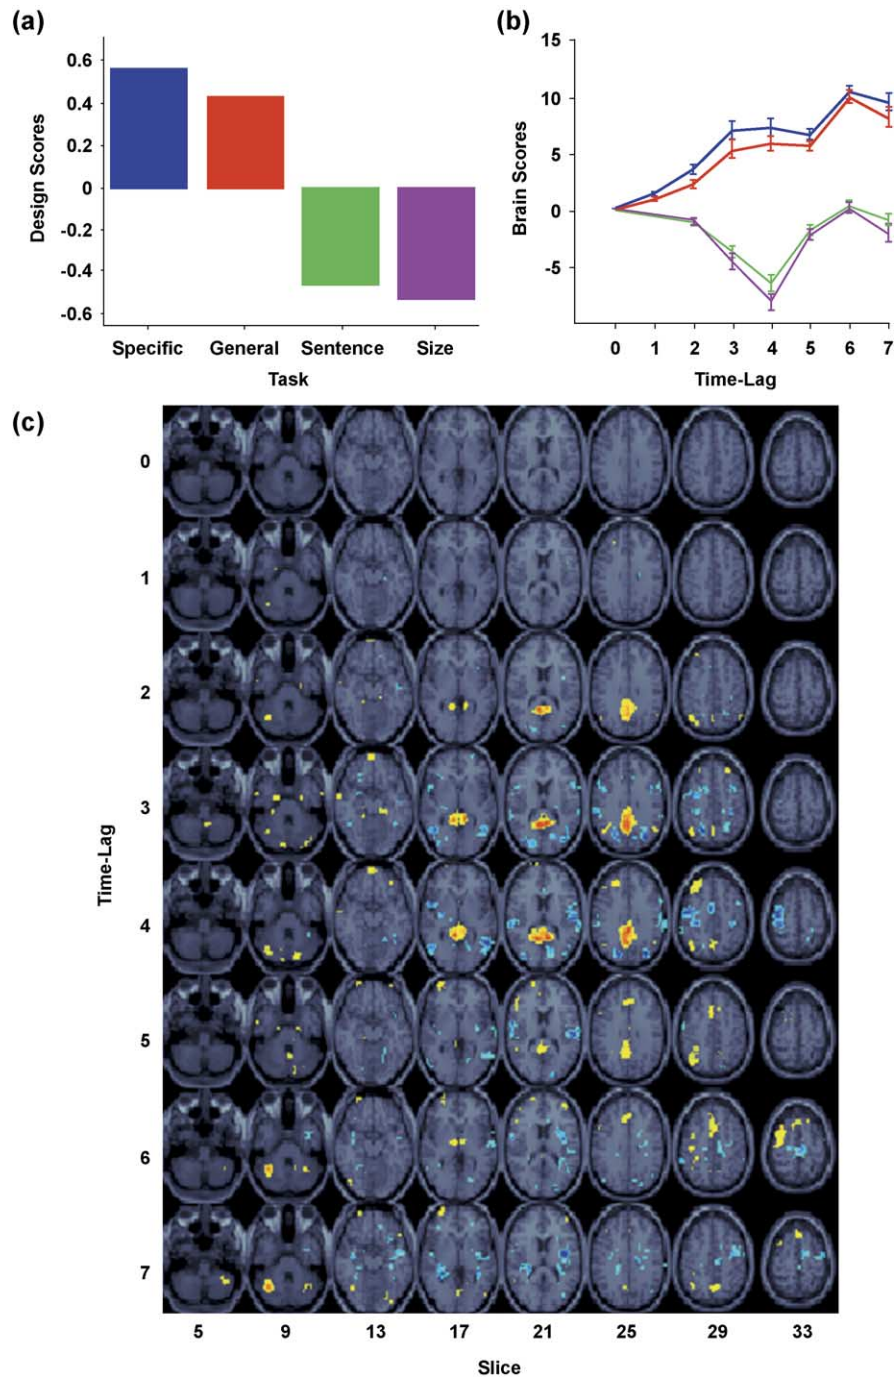 (a)
0.6
0.4
0.2
0
-0.2
-0.4
-0.6
Design Scores
Specific General Sentence Size
Task
(b)
15
10
5
0
-5
Brain Scores
0 1 2 3 4 5 6 7
Time-Lag
(c)
0
1
2
3
4
5
6
7
Time-Lag
5 9 13 17 21 25 29 33
Slice